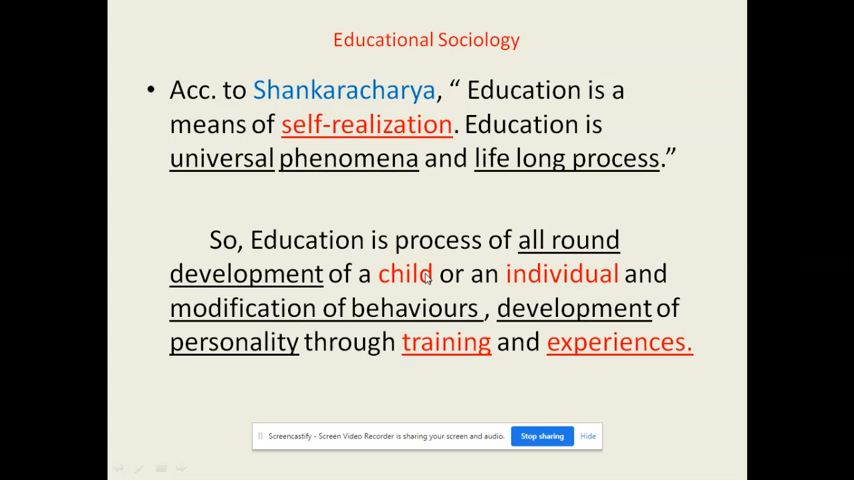 Educational Sociology
• Acc. to Shankaracharya, “ Education is a
means of self-realization. Education is
universal phenomena and life long process.”
So, Education is process of all round
development of a child or an individual and
modification of behaviours , development of
personality through training and experiences.
Screencastify - Screen Video Recorder is sharing your screen and audio. Stop sharing Hide